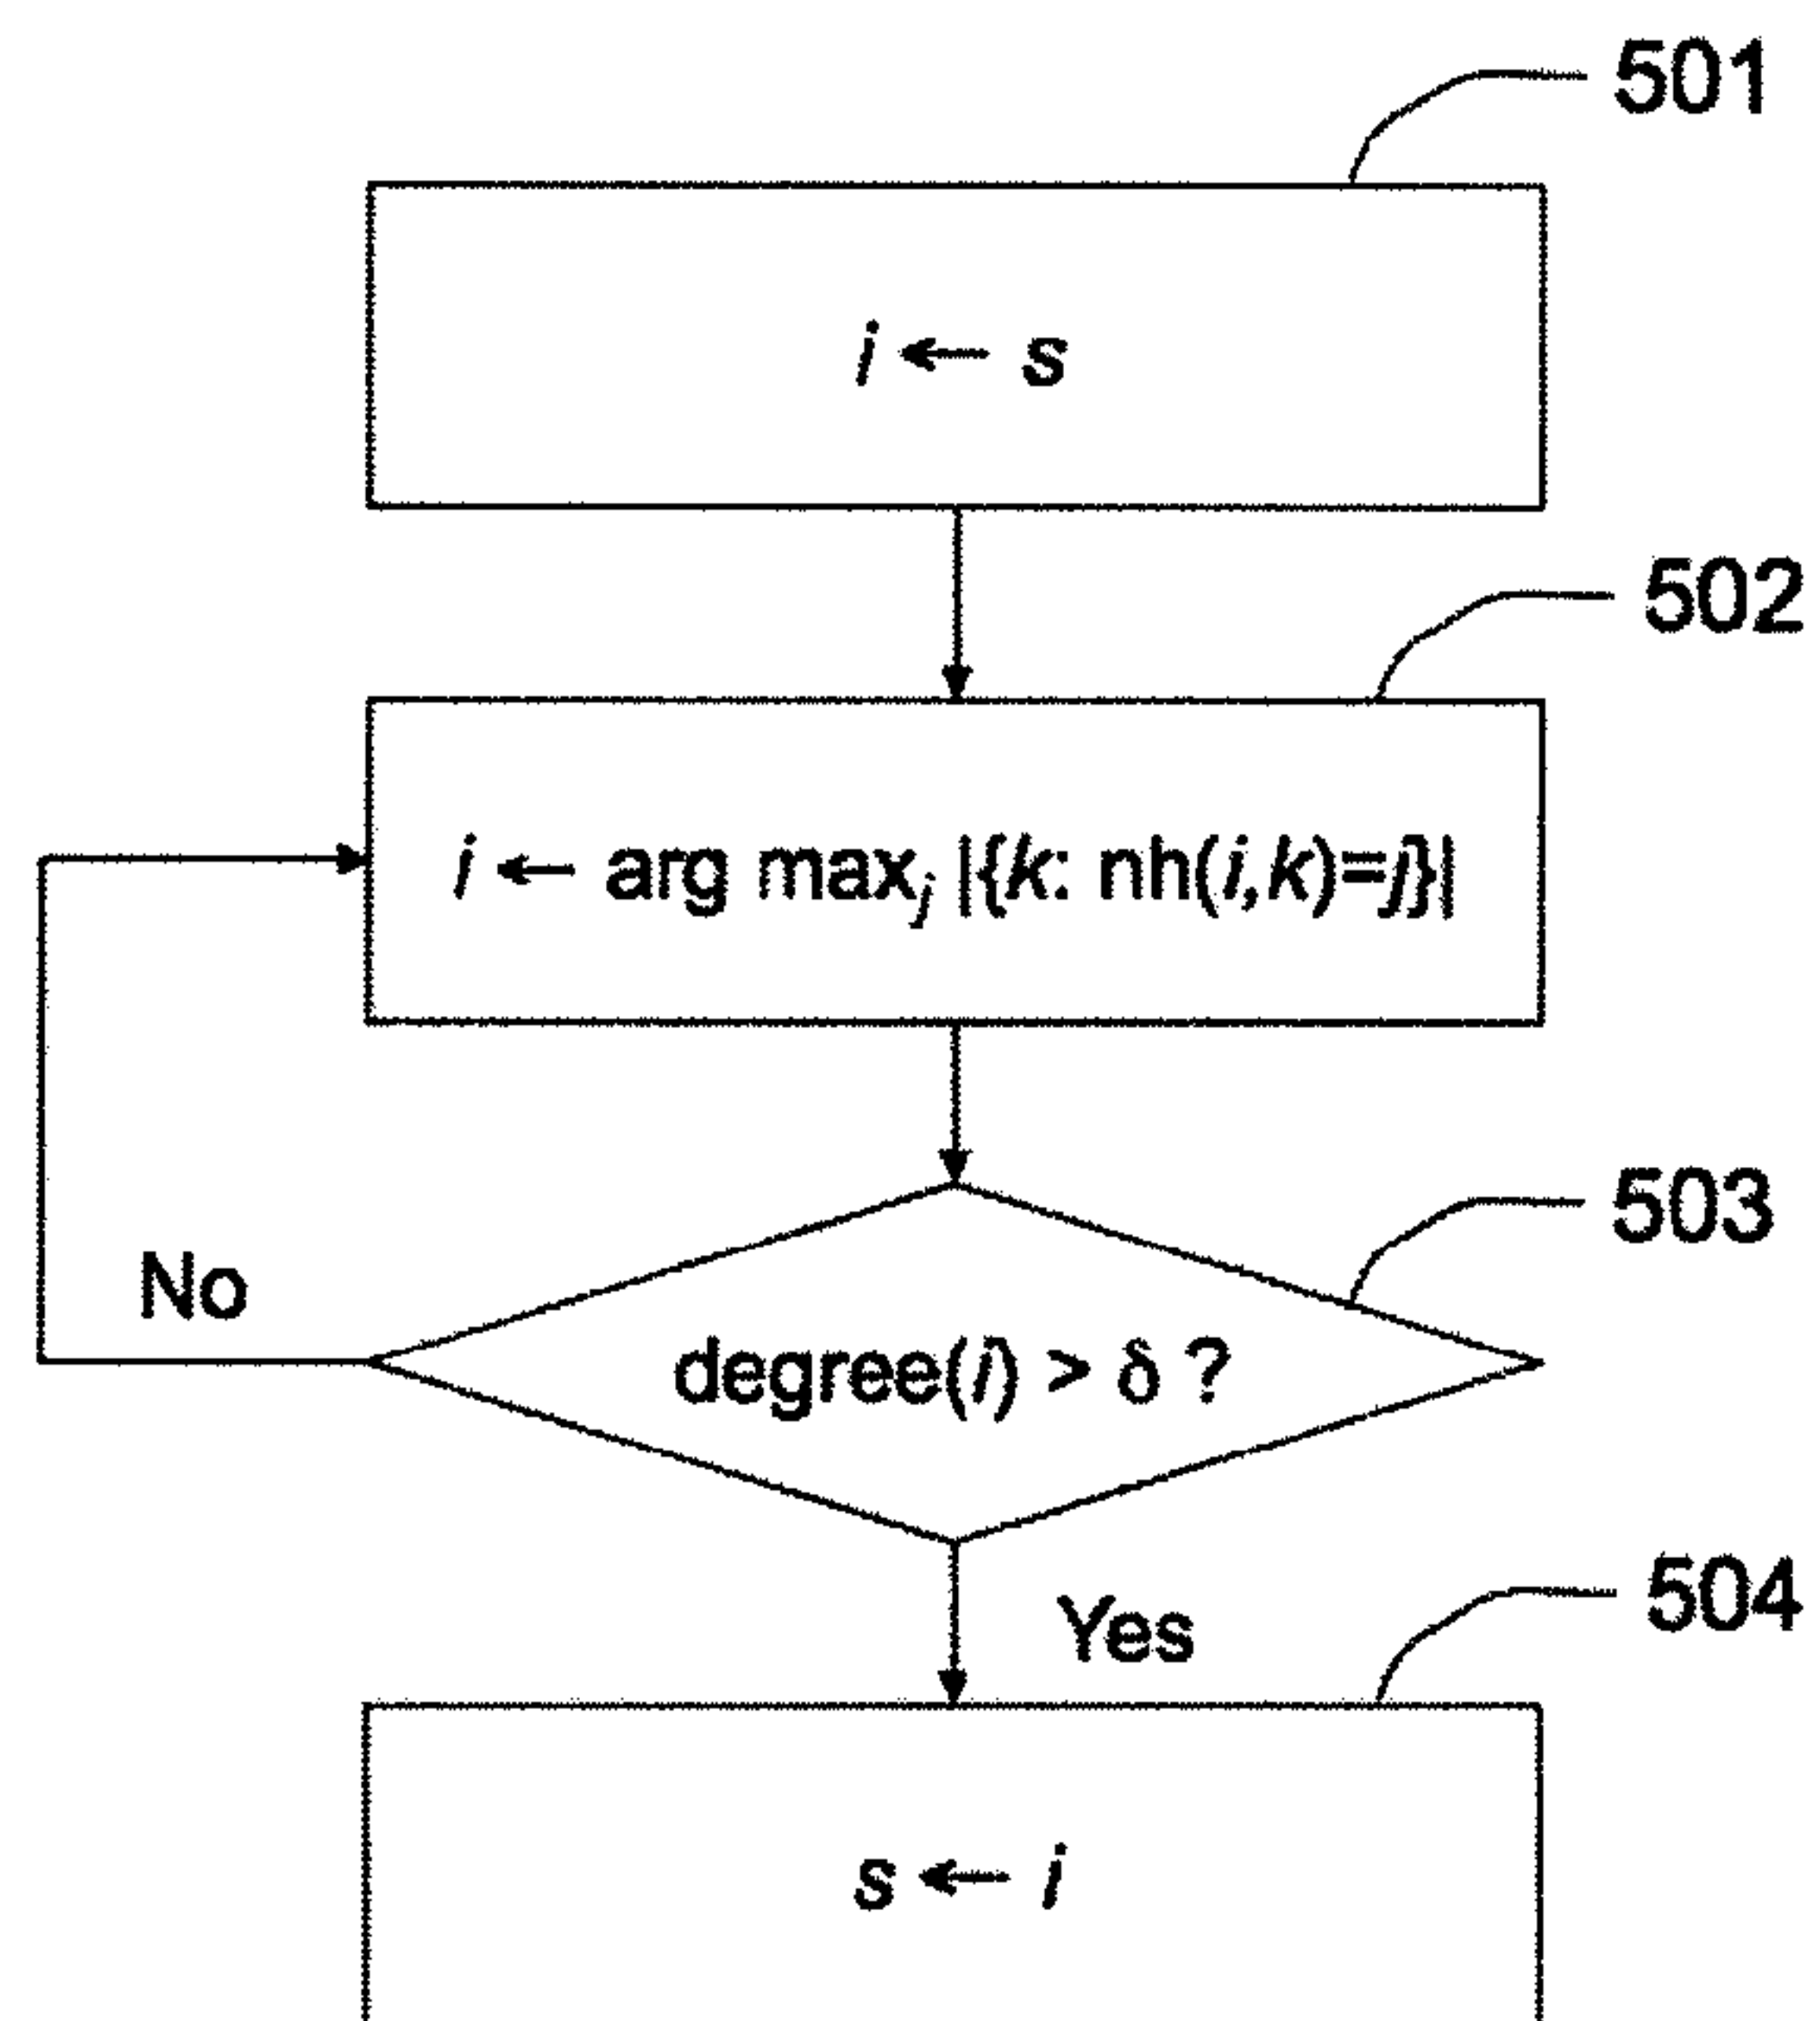 501
i ← s
502
i ← arg maxⱼ |{k: nh(i,k)=j}|
503
No
degree(i) > δ ?
504
Yes
s ← i